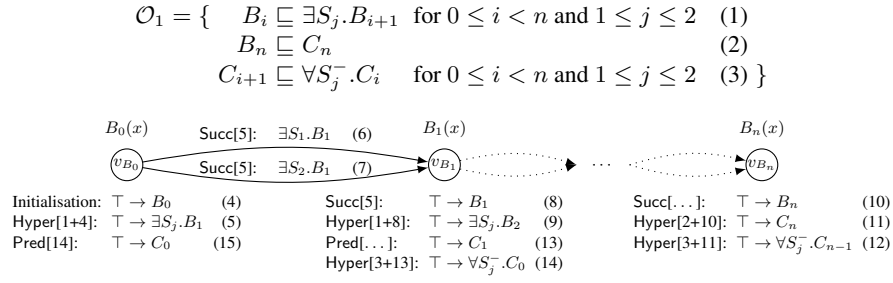 𝒪₁ = { Bᵢ ⊑ ∃Sⱼ.Bᵢ₊₁ for 0 ≤ i < n and 1 ≤ j ≤ 2 (1)
Bₙ ⊑ Cₙ (2)
Cᵢ₊₁ ⊑ ∀Sⱼ⁻.Cᵢ for 0 ≤ i < n and 1 ≤ j ≤ 2 (3) }
B₀(x) B₁(x) Bₙ(x)
Succ[5]: ∃S₁.B₁ (6)
v_{B₀} v_{B₁} ··· v_{Bₙ}
Succ[5]: ∃S₂.B₁ (7)
Initialisation: ⊤ → B₀ (4)
Hyper[1+4]: ⊤ → ∃Sⱼ.B₁ (5)
Pred[14]: ⊤ → C₀ (15)
Succ[5]: ⊤ → B₁ (8)
Hyper[1+8]: ⊤ → ∃Sⱼ.B₂ (9)
Pred[...]: ⊤ → C₁ (13)
Hyper[3+13]: ⊤ → ∀Sⱼ⁻.C₀ (14)
Succ[...]: ⊤ → Bₙ (10)
Hyper[2+10]: ⊤ → Cₙ (11)
Hyper[3+11]: ⊤ → ∀Sⱼ⁻.Cₙ₋₁ (12)